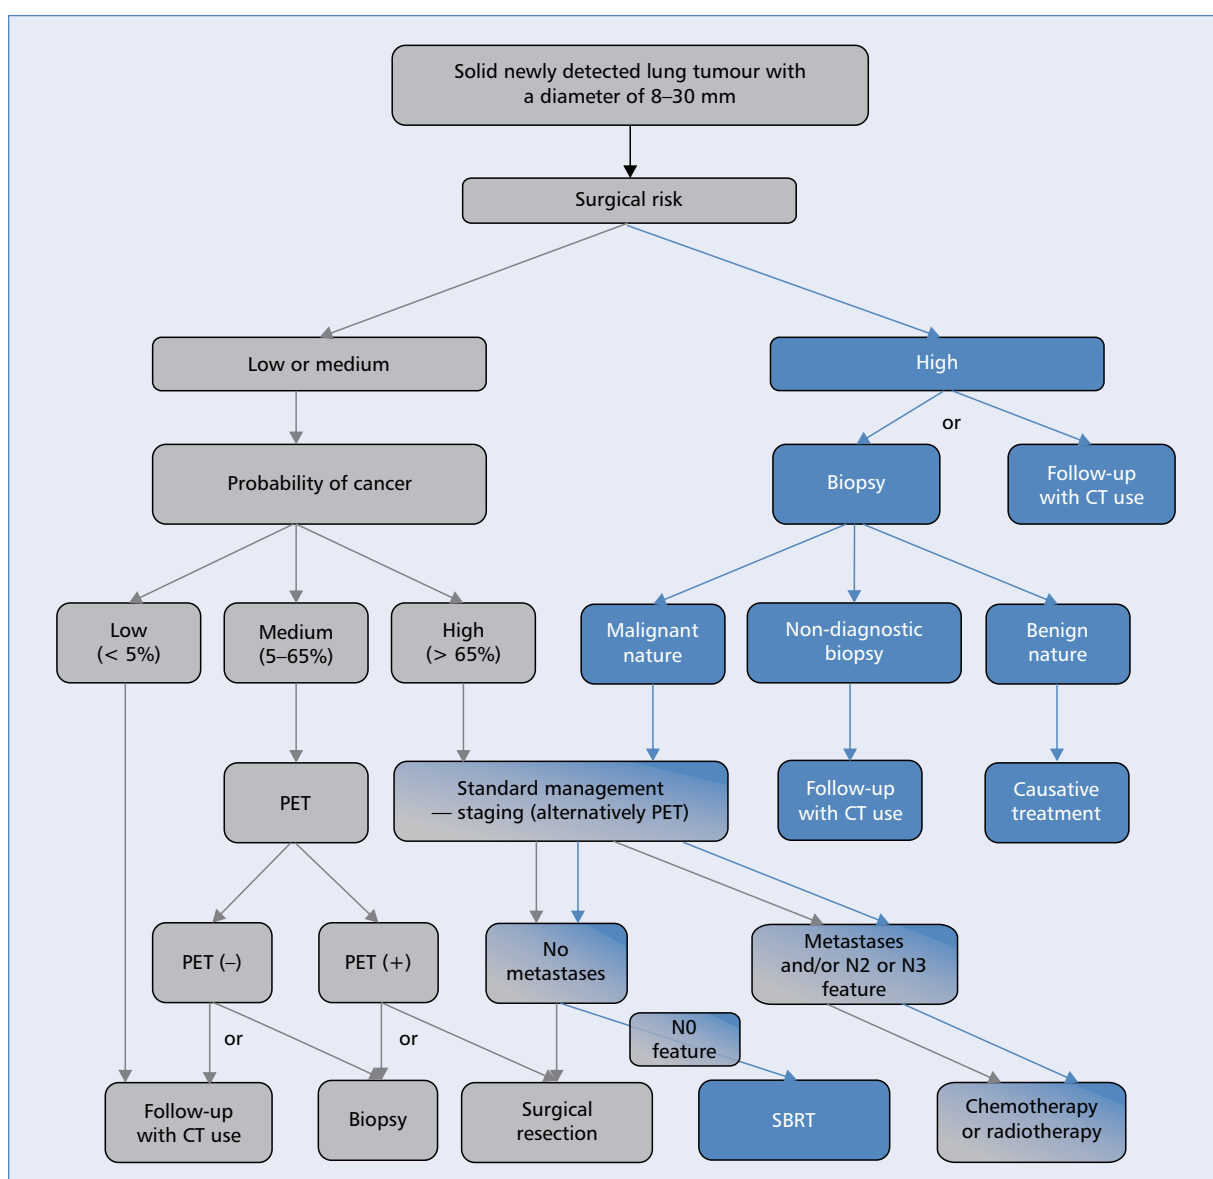 Solid newly detected lung tumour with
a diameter of 8–30 mm
Surgical risk
Low or medium
High
or
Probability of cancer
Biopsy
Follow-up
with CT use
Low
(< 5%)
Medium
(5–65%)
High
(> 65%)
Malignant
nature
Non-diagnostic
biopsy
Benign
nature
PET
Standard management
— staging (alternatively PET)
Follow-up
with CT use
Causative
treatment
PET (–)
PET (+)
No
metastases
Metastases
and/or N2 or N3
feature
or
or
N0
feature
Follow-up
with CT use
Biopsy
Surgical
resection
SBRT
Chemotherapy
or radiotherapy